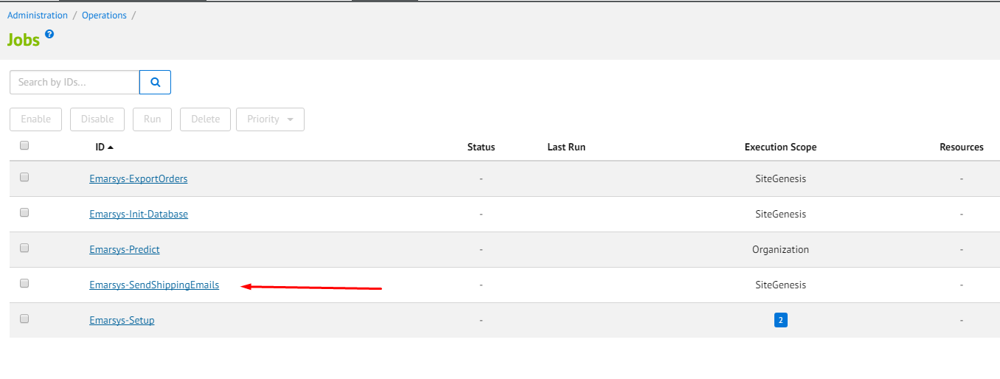 Administration / Operations /
Jobs ?
Search by IDs...
Enable Disable Run Delete Priority
ID Status Last Run Execution Scope Resources
Emarsys-ExportOrders - SiteGenesis -
Emarsys-Init-Database - SiteGenesis -
Emarsys-Predict - Organization -
Emarsys-SendShippingEmails - SiteGenesis -
Emarsys-Setup - 2 -